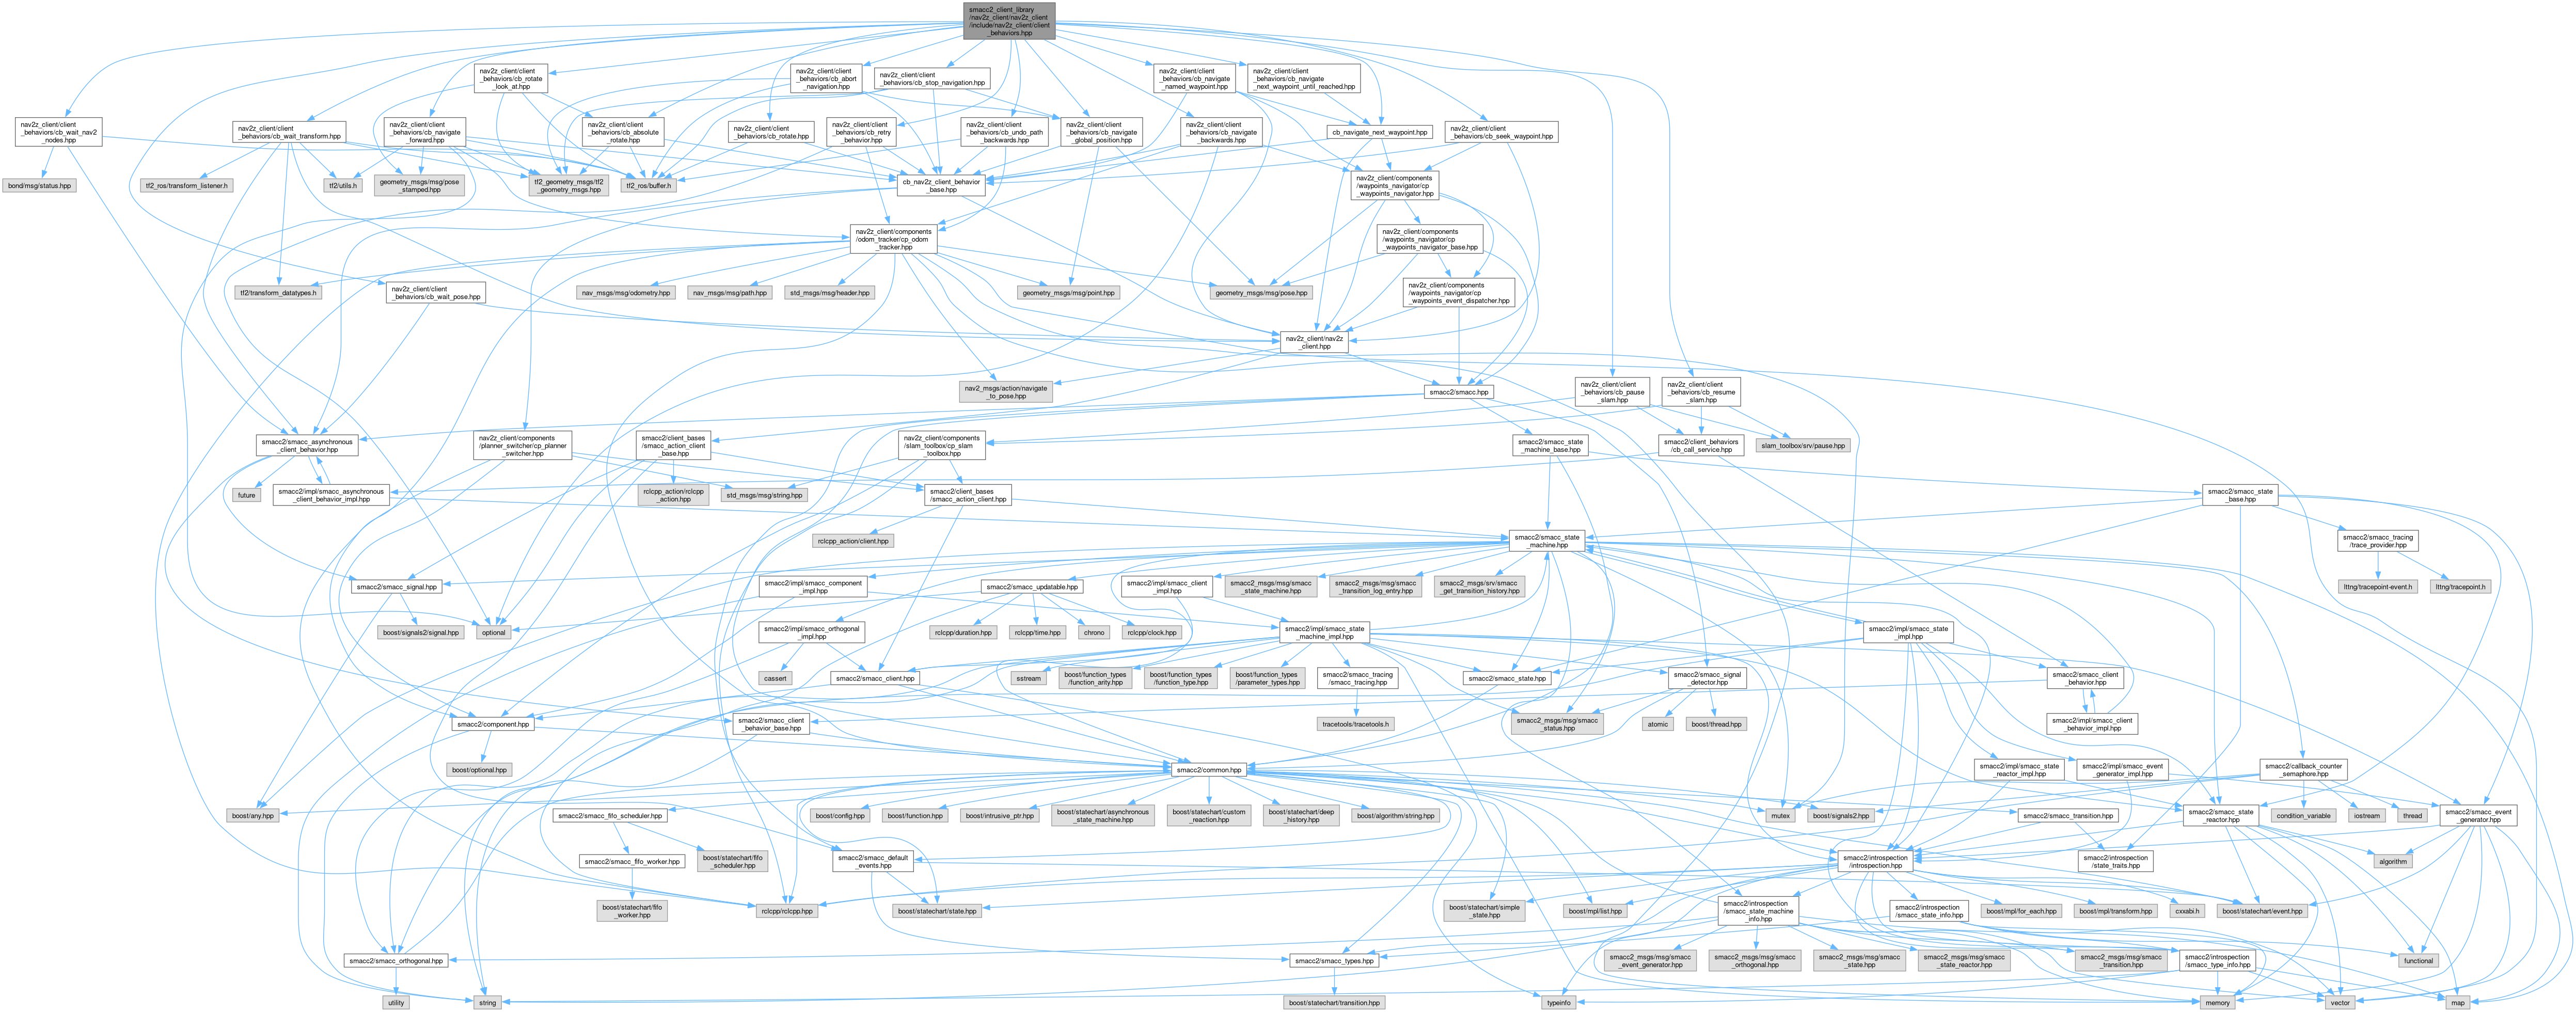 smacc2_client_library
/nav2z_client/nav2z_client
/include/nav2z_client/client
_behaviors.hpp
nav2z_client/client
_behaviors/cb_rotate
_look_at.hpp
nav2z_client/client
_behaviors/cb_abort
_navigation.hpp
nav2z_client/client
_behaviors/cb_stop_navigation.hpp
nav2z_client/client
_behaviors/cb_navigate
_named_waypoint.hpp
nav2z_client/client
_behaviors/cb_navigate
_next_waypoint_until_reached.hpp
nav2z_client/client
_behaviors/cb_wait_nav2
_nodes.hpp
nav2z_client/client
_behaviors/cb_wait_transform.hpp
nav2z_client/client
_behaviors/cb_navigate
_forward.hpp
nav2z_client/client
_behaviors/cb_absolute
_rotate.hpp
nav2z_client/client
_behaviors/cb_rotate.hpp
nav2z_client/client
_behaviors/cb_retry
_behavior.hpp
nav2z_client/client
_behaviors/cb_undo_path
_backwards.hpp
nav2z_client/client
_behaviors/cb_navigate
_global_position.hpp
nav2z_client/client
_behaviors/cb_navigate
_backwards.hpp
cb_navigate_next_waypoint.hpp
nav2z_client/client
_behaviors/cb_seek_waypoint.hpp
bond/msg/status.hpp
tf2_ros/transform_listener.h
tf2/utils.h
geometry_msgs/msg/pose
_stamped.hpp
tf2_geometry_msgs/tf2
_geometry_msgs.hpp
tf2_ros/buffer.h
cb_nav2z_client_behavior
_base.hpp
nav2z_client/components
/waypoints_navigator/cp
_waypoints_navigator.hpp
nav2z_client/components
/odom_tracker/cp_odom
_tracker.hpp
nav2z_client/components
/waypoints_navigator/cp
_waypoints_navigator_base.hpp
tf2/transform_datatypes.h
nav2z_client/client
_behaviors/cb_wait_pose.hpp
nav_msgs/msg/odometry.hpp
nav_msgs/msg/path.hpp
std_msgs/msg/header.hpp
geometry_msgs/msg/point.hpp
geometry_msgs/msg/pose.hpp
nav2z_client/components
/waypoints_navigator/cp
_waypoints_event_dispatcher.hpp
nav2z_client/nav2z
_client.hpp
nav2_msgs/action/navigate
_to_pose.hpp
smacc2/smacc.hpp
nav2z_client/client
_behaviors/cb_pause
_slam.hpp
nav2z_client/client
_behaviors/cb_resume
_slam.hpp
smacc2/smacc_asynchronous
_client_behavior.hpp
nav2z_client/components
/planner_switcher/cp_planner
_switcher.hpp
smacc2/client_bases
/smacc_action_client
_base.hpp
nav2z_client/components
/slam_toolbox/cp_slam
_toolbox.hpp
smacc2/smacc_state
_machine_base.hpp
smacc2/client_behaviors
/cb_call_service.hpp
slam_toolbox/srv/pause.hpp
future
smacc2/impl/smacc_asynchronous
_client_behavior_impl.hpp
rclcpp_action/rclcpp
_action.hpp
std_msgs/msg/string.hpp
smacc2/client_bases
/smacc_action_client.hpp
smacc2/smacc_state
_base.hpp
rclcpp_action/client.hpp
smacc2/smacc_state
_machine.hpp
smacc2/smacc_tracing
/trace_provider.hpp
smacc2/smacc_signal.hpp
smacc2/impl/smacc_component
_impl.hpp
smacc2/smacc_updatable.hpp
smacc2/impl/smacc_client
_impl.hpp
smacc2_msgs/msg/smacc
_state_machine.hpp
smacc2_msgs/msg/smacc
_transition_log_entry.hpp
smacc2_msgs/srv/smacc
_get_transition_history.hpp
lttng/tracepoint-event.h
lttng/tracepoint.h
boost/signals2/signal.hpp
optional
smacc2/impl/smacc_orthogonal
_impl.hpp
rclcpp/duration.hpp
rclcpp/time.hpp
chrono
rclcpp/clock.hpp
smacc2/impl/smacc_state
_machine_impl.hpp
smacc2/impl/smacc_state
_impl.hpp
cassert
smacc2/smacc_client.hpp
sstream
boost/function_types
/function_arity.hpp
boost/function_types
/function_type.hpp
boost/function_types
/parameter_types.hpp
smacc2/smacc_tracing
/smacc_tracing.hpp
smacc2/smacc_state.hpp
smacc2/smacc_signal
_detector.hpp
smacc2/smacc_client
_behavior.hpp
smacc2/component.hpp
smacc2/smacc_client
_behavior_base.hpp
tracetools/tracetools.h
smacc2_msgs/msg/smacc
_status.hpp
atomic
boost/thread.hpp
smacc2/impl/smacc_client
_behavior_impl.hpp
boost/optional.hpp
smacc2/common.hpp
smacc2/impl/smacc_state
_reactor_impl.hpp
smacc2/impl/smacc_event
_generator_impl.hpp
smacc2/callback_counter
_semaphore.hpp
boost/any.hpp
smacc2/smacc_fifo_scheduler.hpp
boost/config.hpp
boost/function.hpp
boost/intrusive_ptr.hpp
boost/statechart/asynchronous
_state_machine.hpp
boost/statechart/custom
_reaction.hpp
boost/statechart/deep
_history.hpp
boost/algorithm/string.hpp
mutex
boost/signals2.hpp
smacc2/smacc_transition.hpp
smacc2/smacc_state
_reactor.hpp
condition_variable
iostream
thread
smacc2/smacc_event
_generator.hpp
smacc2/smacc_fifo_worker.hpp
boost/statechart/fifo
_scheduler.hpp
smacc2/smacc_default
_events.hpp
smacc2/introspection
/introspection.hpp
smacc2/introspection
/state_traits.hpp
algorithm
boost/statechart/fifo
_worker.hpp
rclcpp/rclcpp.hpp
boost/statechart/state.hpp
boost/statechart/simple
_state.hpp
boost/mpl/list.hpp
smacc2/introspection
/smacc_state_machine
_info.hpp
smacc2/introspection
/smacc_state_info.hpp
boost/mpl/for_each.hpp
boost/mpl/transform.hpp
cxxabi.h
boost/statechart/event.hpp
smacc2/smacc_orthogonal.hpp
smacc2/smacc_types.hpp
smacc2_msgs/msg/smacc
_event_generator.hpp
smacc2_msgs/msg/smacc
_orthogonal.hpp
smacc2_msgs/msg/smacc
_state.hpp
smacc2_msgs/msg/smacc
_state_reactor.hpp
smacc2_msgs/msg/smacc
_transition.hpp
smacc2/introspection
/smacc_type_info.hpp
functional
utility
string
boost/statechart/transition.hpp
typeinfo
memory
vector
map